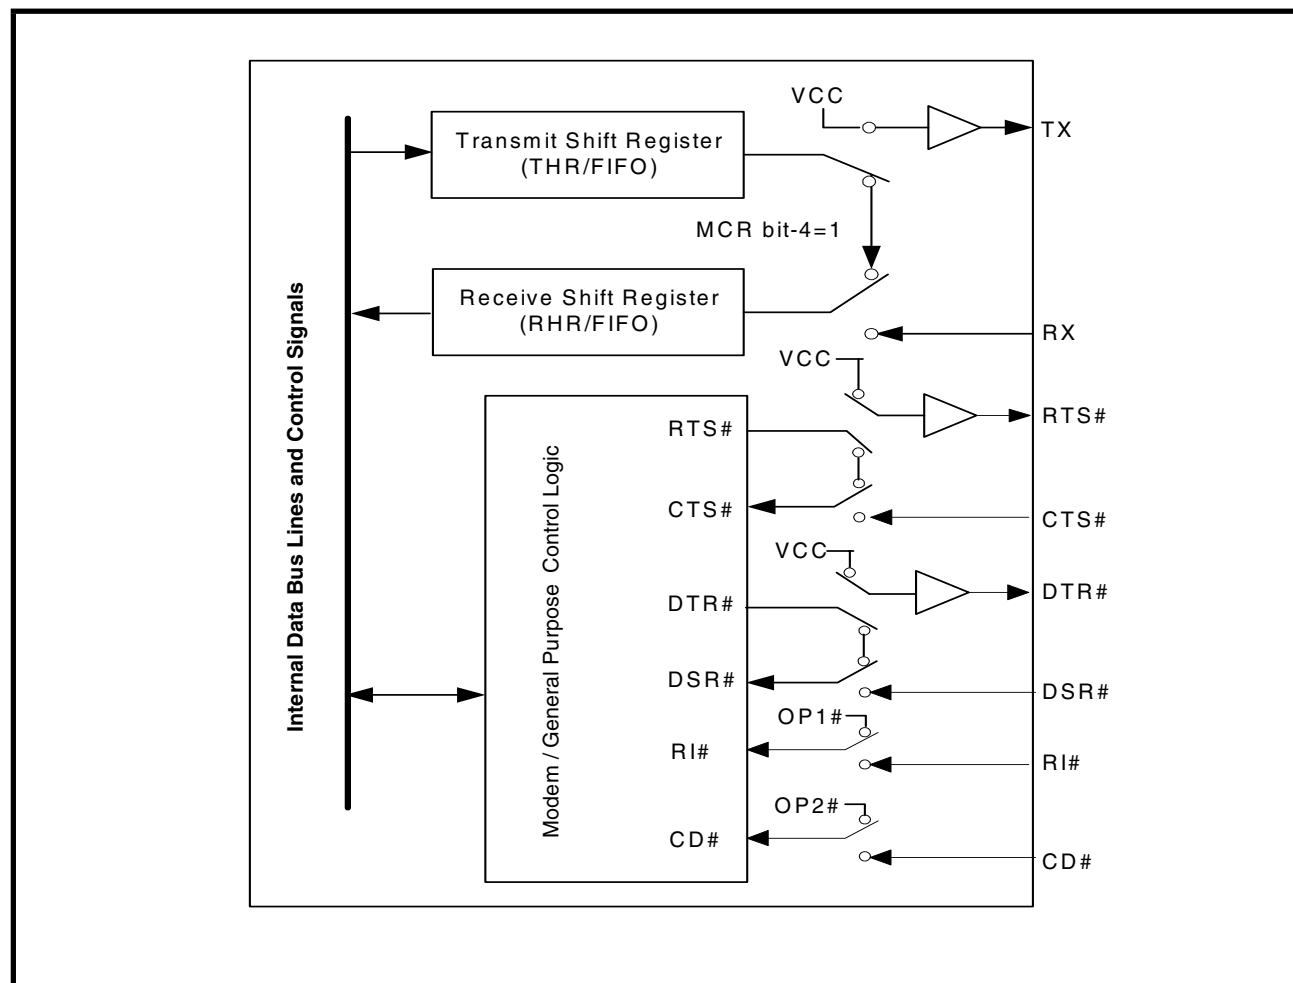 VCC
TX
Transmit Shift Register
(THR/FIFO)
MCR bit-4=1
Receive Shift Register
(RHR/FIFO)
RX
VCC
RTS#
RTS#
CTS#
CTS#
VCC
DTR#
DTR#
DSR#
DSR#
OP1#
RI#
RI#
OP2#
CD#
CD#
Internal Data Bus Lines and Control Signals
Modem / General Purpose Control Logic